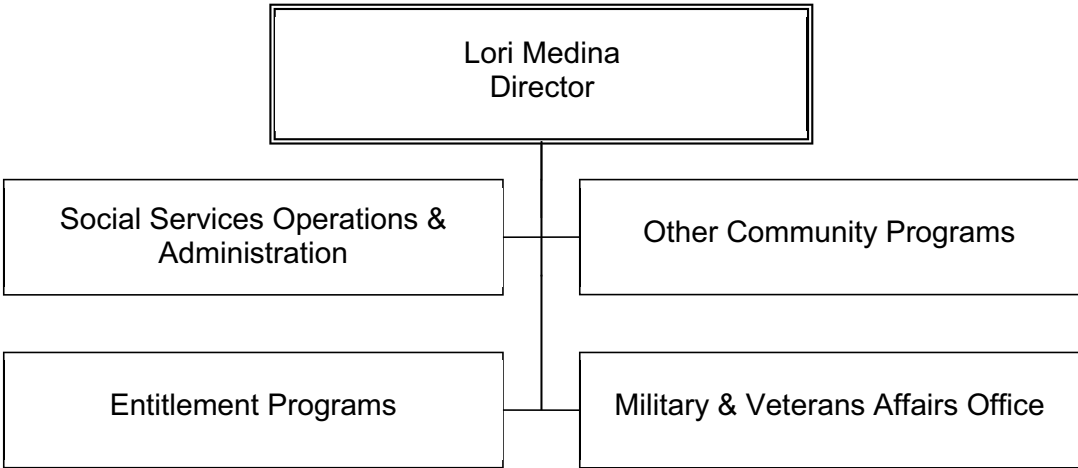 Lori Medina
Director
Social Services Operations &
Administration
Other Community Programs
Entitlement Programs
Military & Veterans Affairs Office